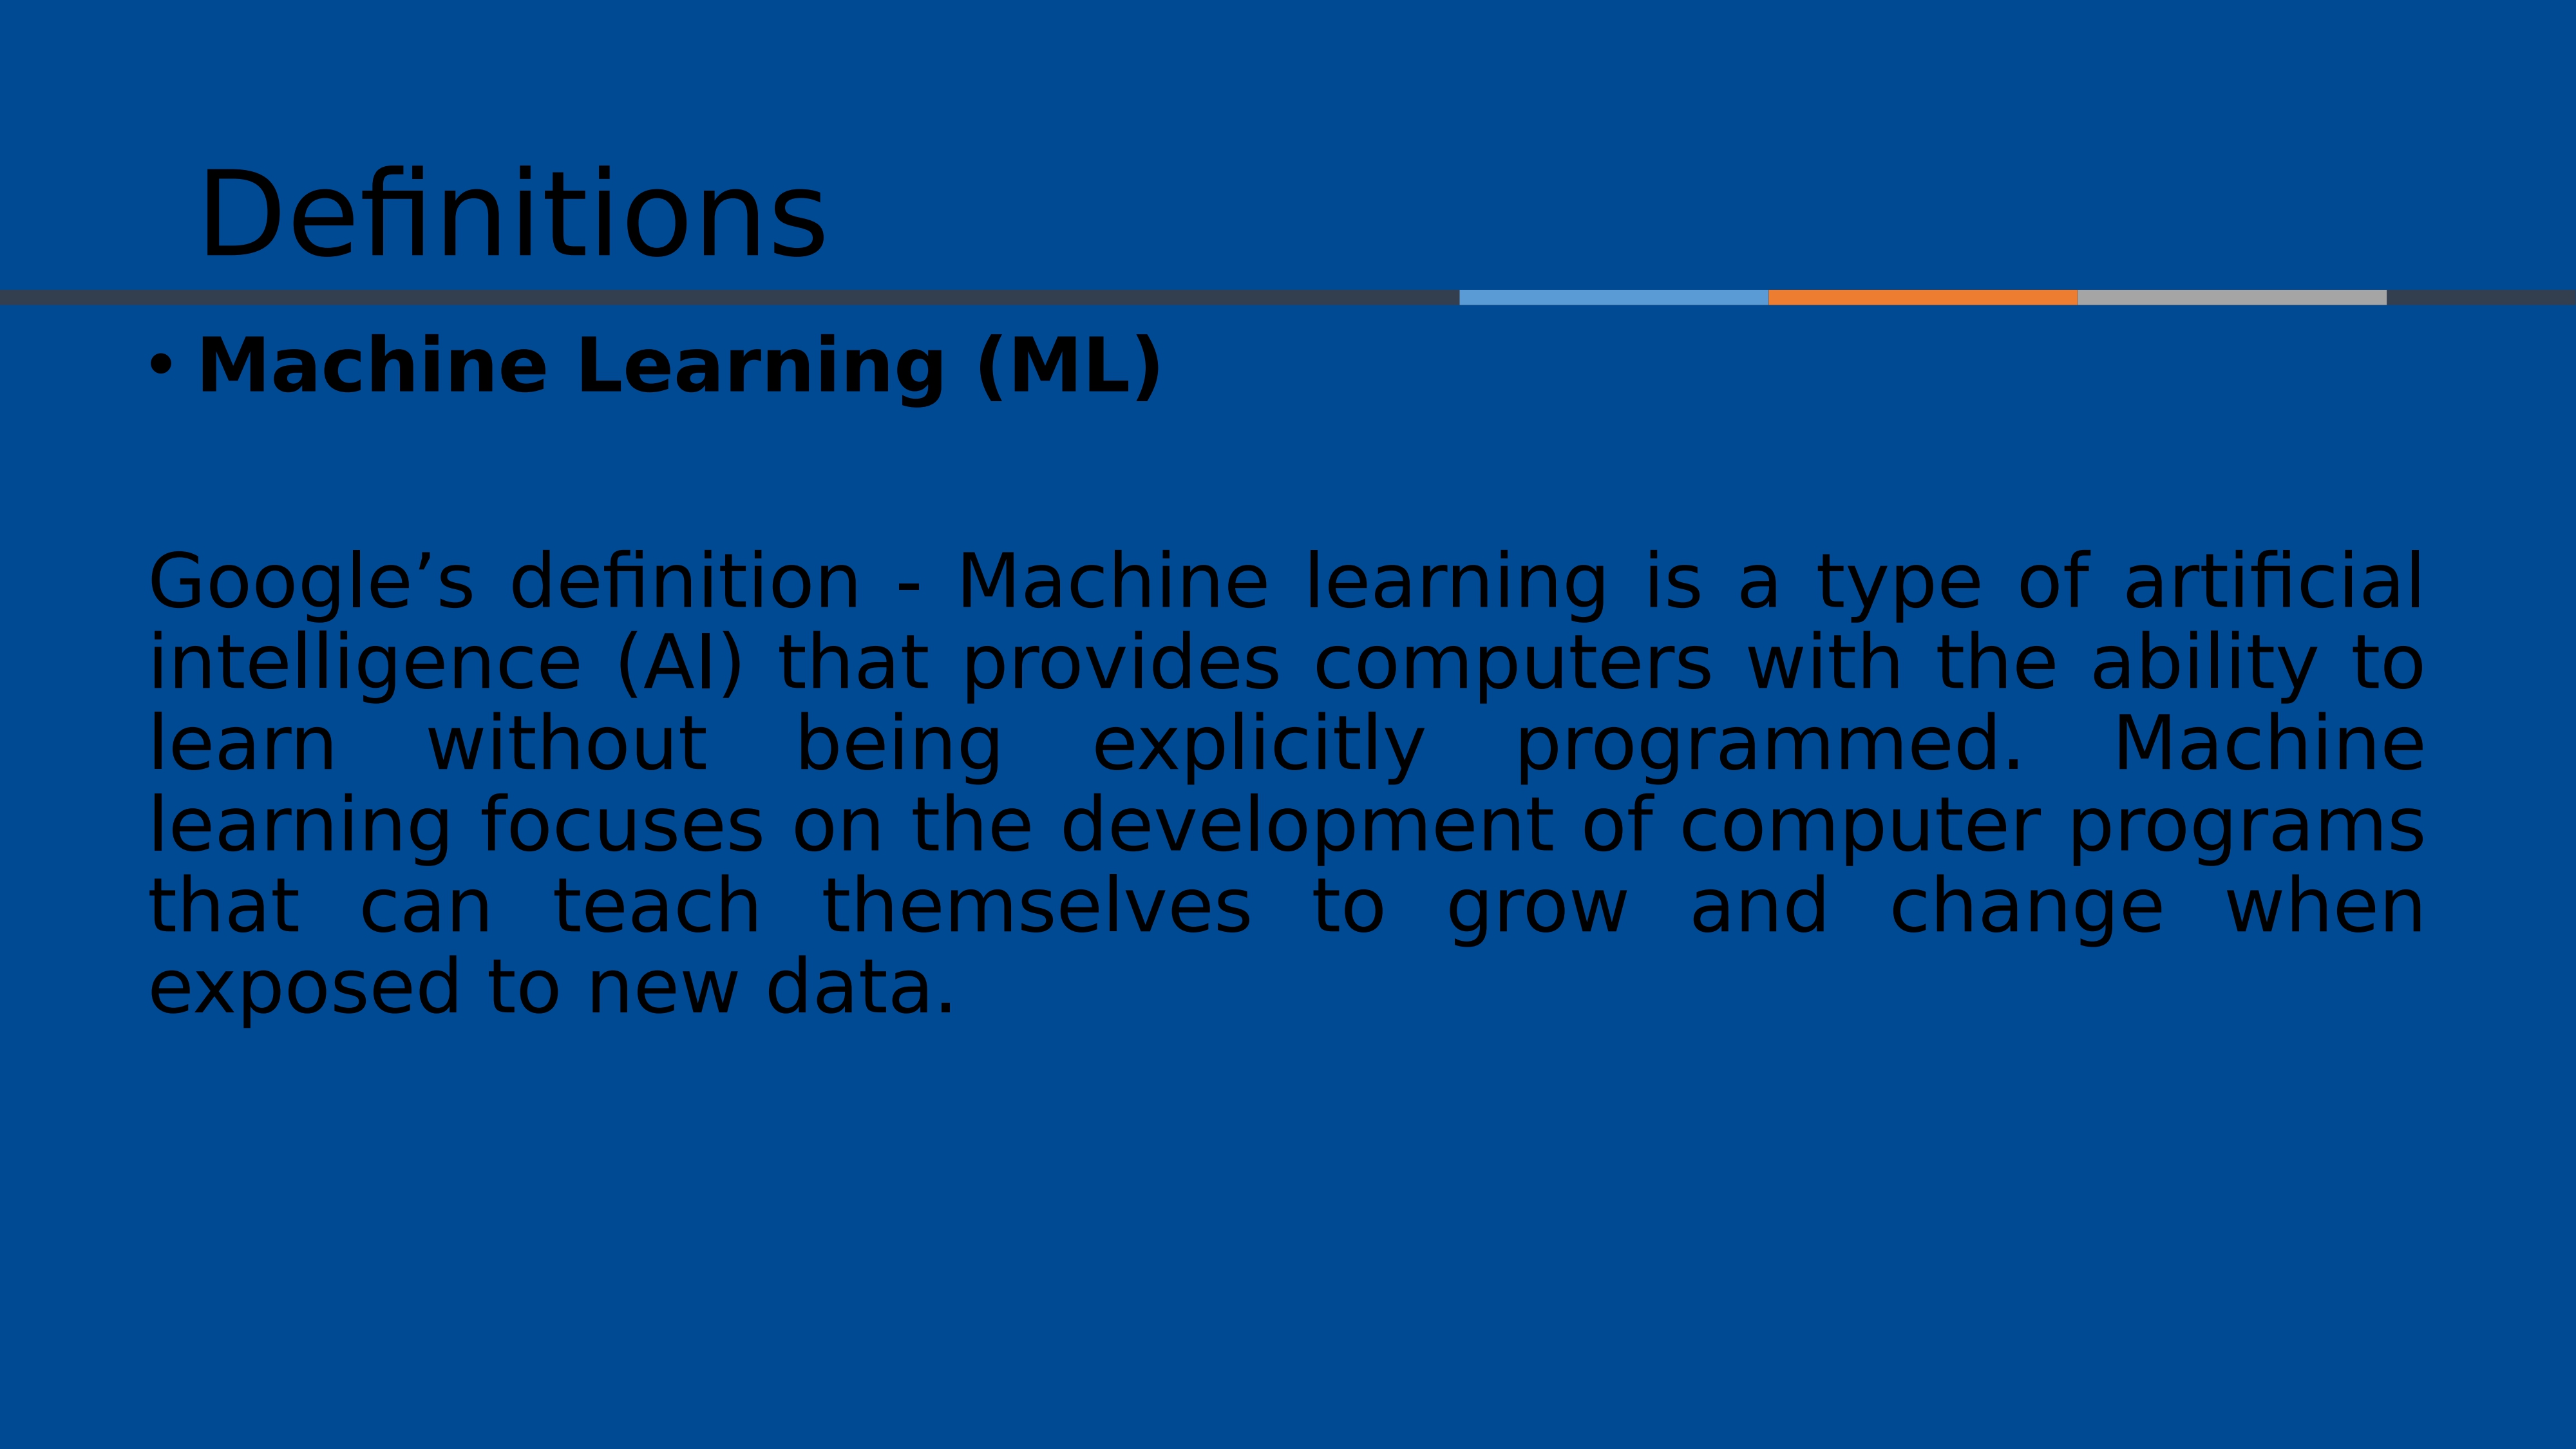 Definitions
• Machine Learning (ML)
Google’s definition - Machine learning is a type of artificial
intelligence (AI) that provides computers with the ability to
learn without being explicitly programmed. Machine
learning focuses on the development of computer programs
that can teach themselves to grow and change when
exposed to new data.